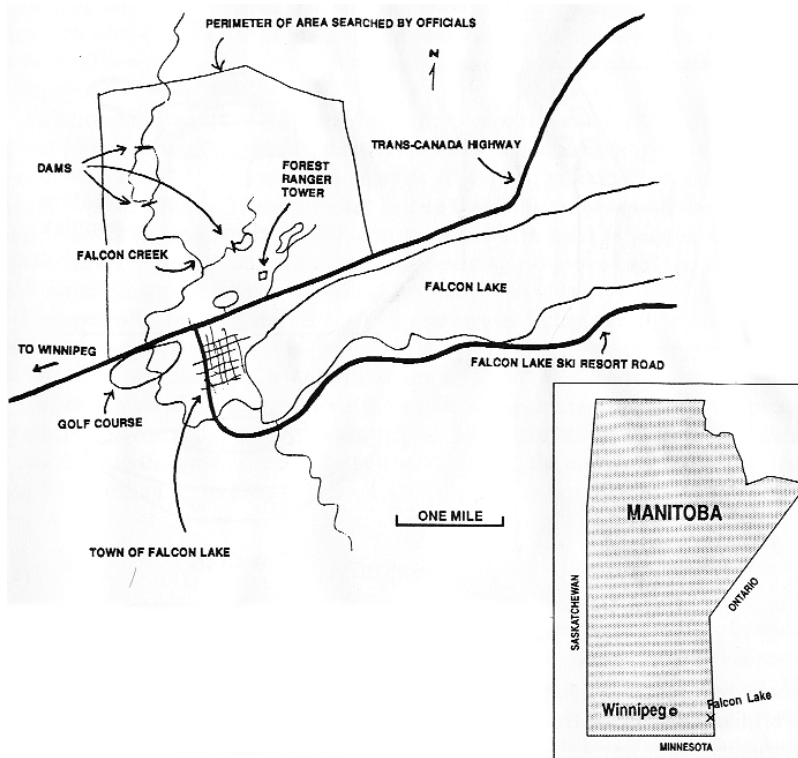 PERIMETER OF AREA SEARCHED BY OFFICIALS
N
TRANS-CANADA HIGHWAY
DAMS
FOREST
RANGER
TOWER
FALCON CREEK
FALCON LAKE
TO WINNIPEG
FALCON LAKE SKI RESORT ROAD
GOLF COURSE
ONE MILE
TOWN OF FALCON LAKE
MANITOBA
SASKATCHEWAN
ONTARIO
Falcon Lake
Winnipeg
MINNESOTA